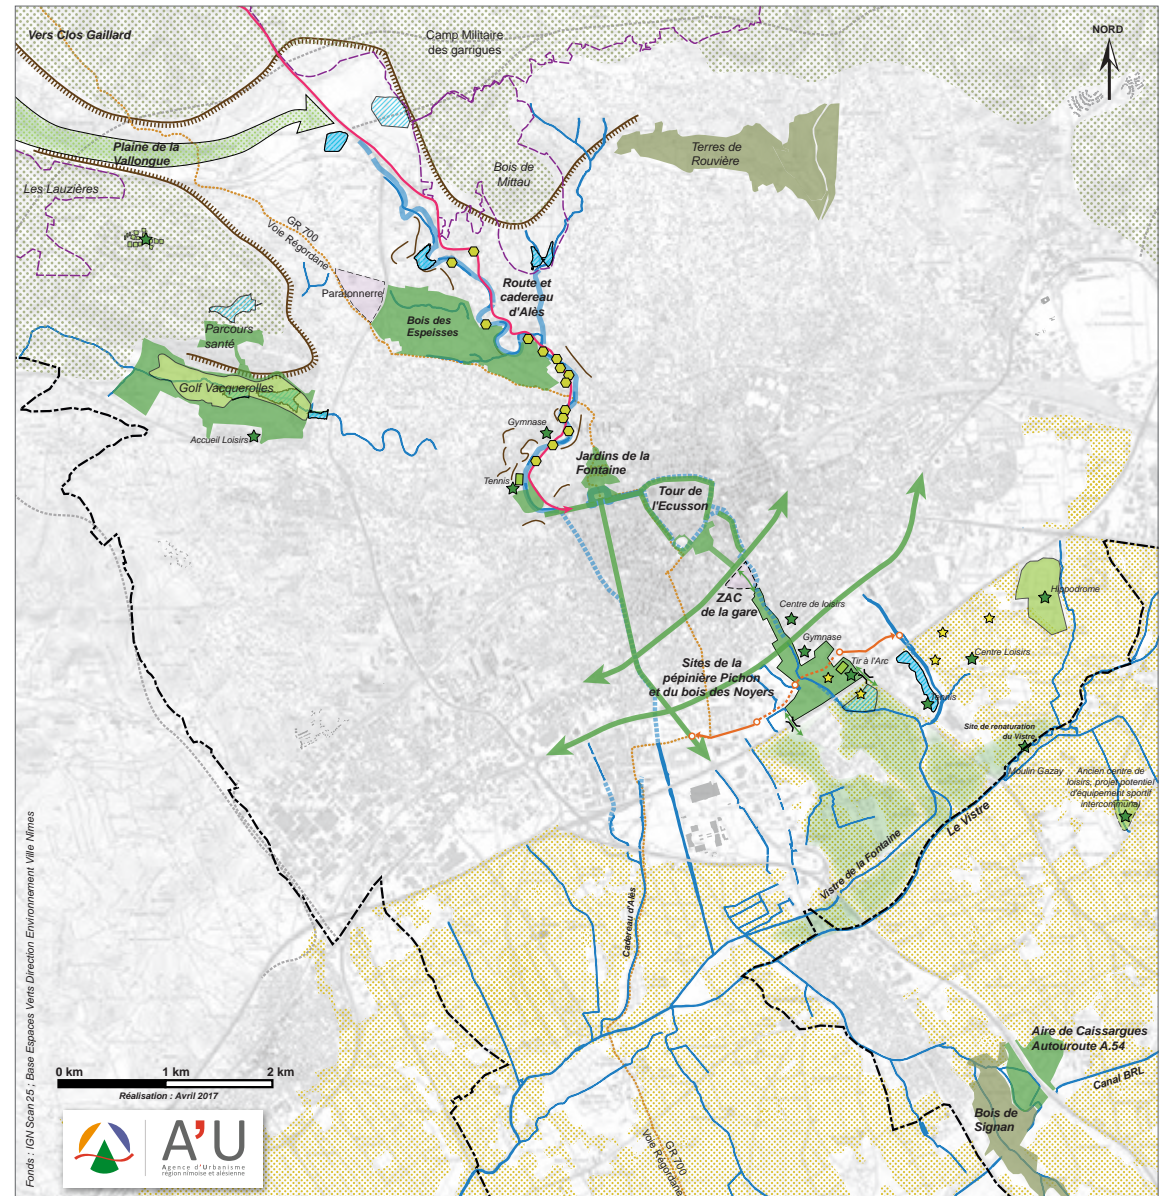 Vers Clos Gaillard
Camp Militaire
des garrigues
NORD
Plaine de la
Vallongue
Terres de
Rouvière
Bois de
Mittau
Les Lauzières
GR 700
Voie Régordane
Route et
cadereau
d'Alès
Paratonnerre
Bois des
Espeisses
Parcours
santé
Golf Vacquerolles
Accueil Loisirs
Gymnase
Jardins de la
Fontaine
Tennis
Tour de
l'Ecusson
ZAC
de la gare
Centre de loisirs
Hippodrome
Gymnase
Tir à l'Arc
Centre Loisirs
Sites de la
pépinière Pichon
et du bois des Noyers
Tennis
Site de renaturation
du Vistre
Moulin Gazay
Ancien centre de
loisirs, projet potentiel
d'équipement sportif
intercommunal
Le Vistre
Vistre de la Fontaine
Cadereau d'Alès
Aire de Caissargues
Autouroute A.54
Canal BRL
Bois de
Signan
GR 700
Voie Régordane
Fonds : IGN Scan 25 ; Base Espaces Verts Direction Environnement Ville Nîmes
0 km 1 km 2 km
Réalisation : Avril 2017
A'U
Agence d'Urbanisme
région nîmoise et alésienne